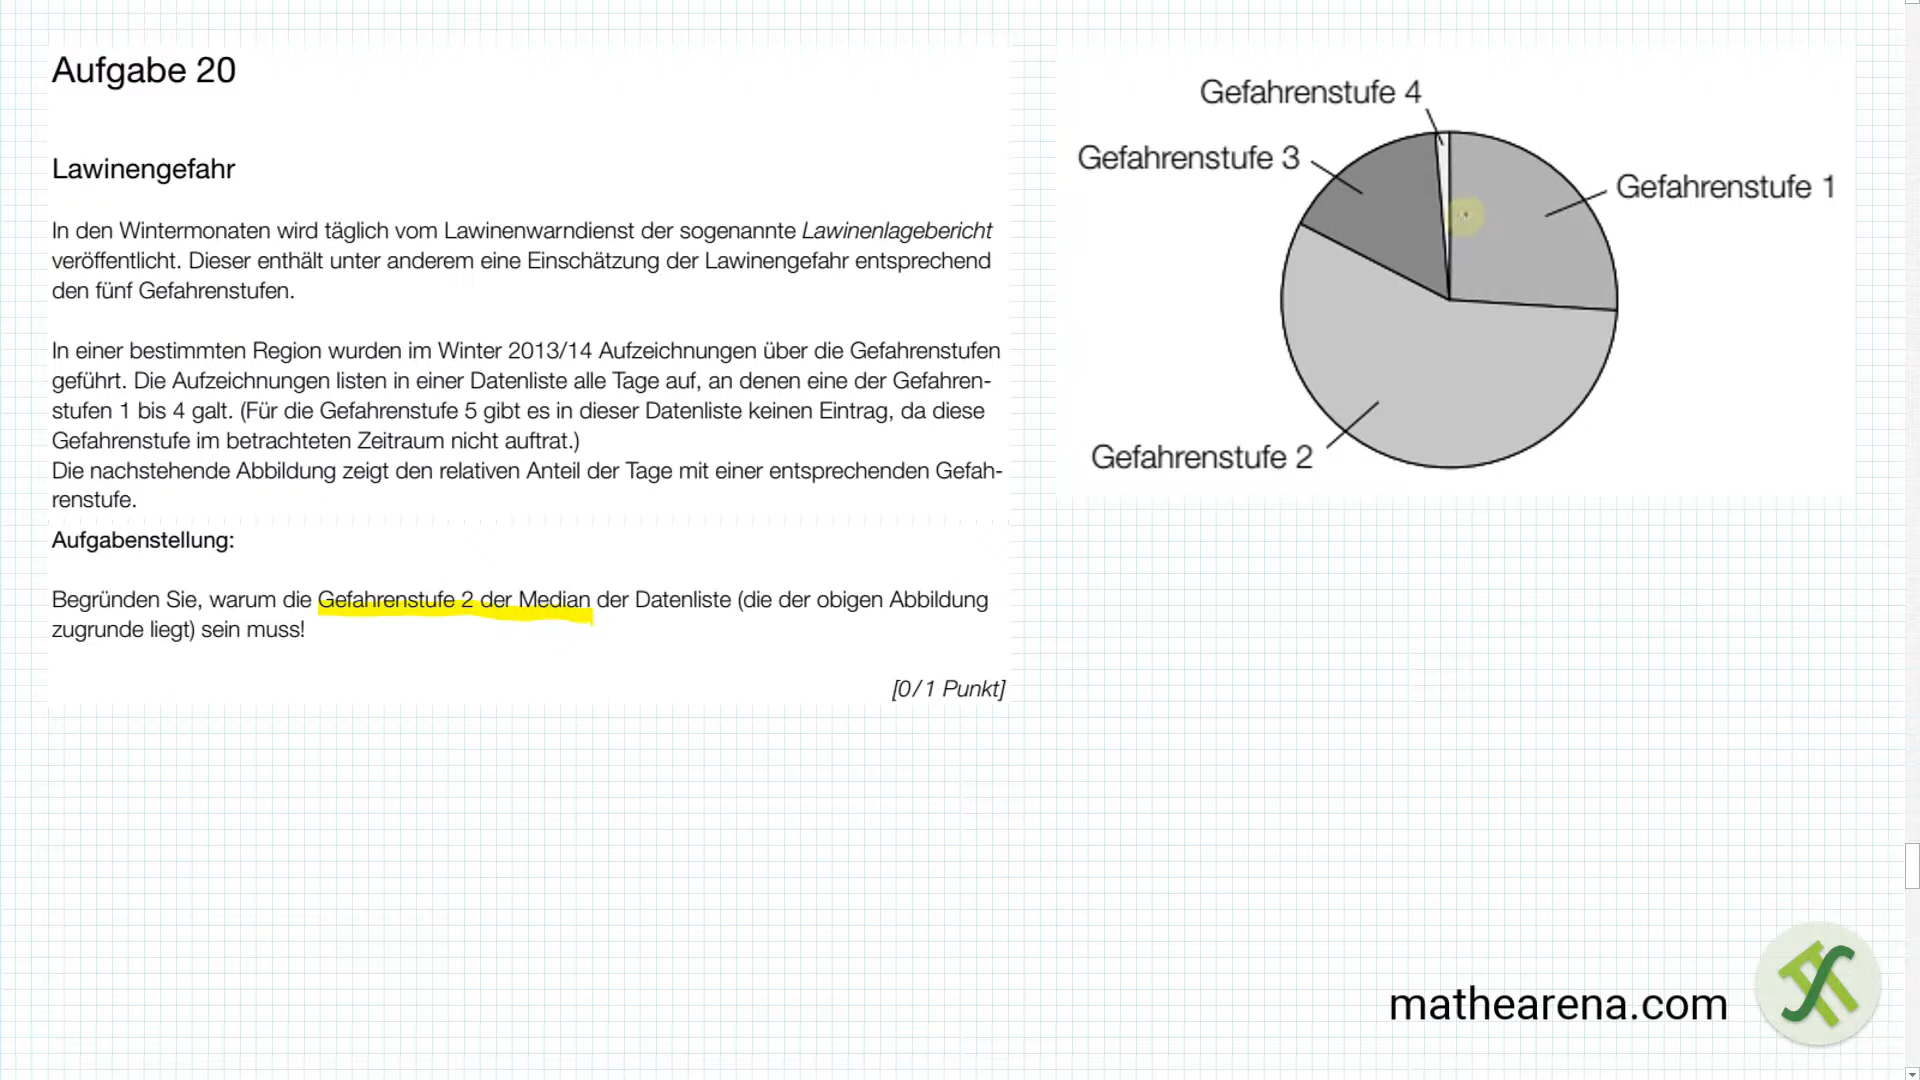 Aufgabe 20
Lawinengefahr
In den Wintermonaten wird täglich vom Lawinenwarndienst der sogenannte Lawinenlagebericht
veröffentlicht. Dieser enthält unter anderem eine Einschätzung der Lawinengefahr entsprechend
den fünf Gefahrenstufen.
In einer bestimmten Region wurden im Winter 2013/14 Aufzeichnungen über die Gefahrenstufen
geführt. Die Aufzeichnungen listen in einer Datenliste alle Tage auf, an denen eine der Gefahren-
stufen 1 bis 4 galt. (Für die Gefahrenstufe 5 gibt es in dieser Datenliste keinen Eintrag, da diese
Gefahrenstufe im betrachteten Zeitraum nicht auftrat.)
Die nachstehende Abbildung zeigt den relativen Anteil der Tage mit einer entsprechenden Gefah-
renstufe.
Aufgabenstellung:
Begründen Sie, warum die Gefahrenstufe 2 der Median der Datenliste (die der obigen Abbildung
zugrunde liegt) sein muss!
[0/1 Punkt]
Gefahrenstufe 4
Gefahrenstufe 3
Gefahrenstufe 1
Gefahrenstufe 2
mathearena.com